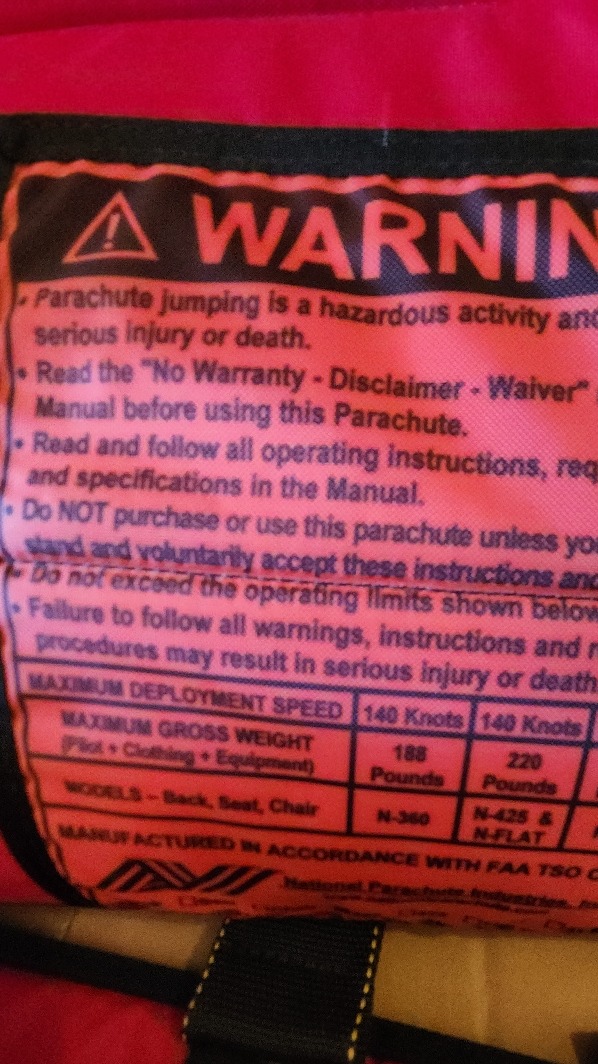 WARNIN
• Parachute jumping is a hazardous activity and
serious injury or death.
• Read the "No Warranty - Disclaimer - Waiver"
Manual before using this Parachute.
• Read and follow all operating instructions, req
and specifications in the Manual.
• Do NOT purchase or use this parachute unless yo
stand and voluntarily accept these instructions and
• Do not exceed the operating limits shown below
• Failure to follow all warnings, instructions and r
procedures may result in serious injury or death
MAXIMUM DEPLOYMENT SPEED 140 Knots 140 Knots
MAXIMUM GROSS WEIGHT
(Pilot + Clothing + Equipment) 188 Pounds 220 Pounds
MODELS - Back, Seat, Chair N-360 N-425 & N-FLAT
MANUFACTURED IN ACCORDANCE WITH FAA TSO C
National Parachute Industries,